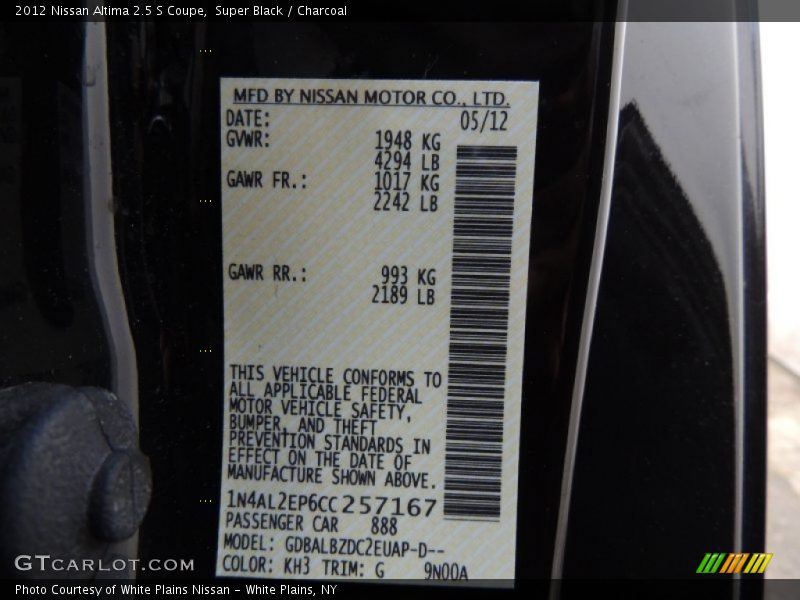 2012 Nissan Altima 2.5 S Coupe, Super Black / Charcoal
MFD BY NISSAN MOTOR CO., LTD.
DATE: 05/12
GVWR: 1948 KG
4294 LB
GAWR FR.: 1017 KG
2242 LB
GAWR RR.: 993 KG
2189 LB
THIS VEHICLE CONFORMS TO
ALL APPLICABLE FEDERAL
MOTOR VEHICLE SAFETY,
BUMPER, AND THEFT
PREVENTION STANDARDS IN
EFFECT ON THE DATE OF
MANUFACTURE SHOWN ABOVE.
1N4AL2EP6CC257167
PASSENGER CAR 888
MODEL: GDBALBZDC2EUAP-D--
COLOR: KH3 TRIM: G 9N00A
GTCARLOT.COM
Photo Courtesy of White Plains Nissan - White Plains, NY